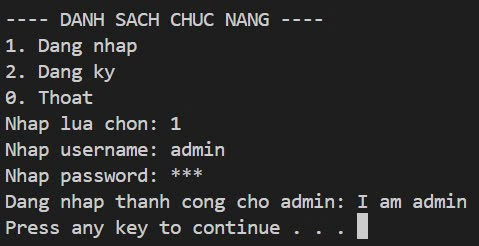 ---- DANH SACH CHUC NANG ----
1. Dang nhap
2. Dang ky
0. Thoat
Nhap lua chon: 1
Nhap username: admin
Nhap password: ***
Dang nhap thanh cong cho admin: I am admin
Press any key to continue . . .